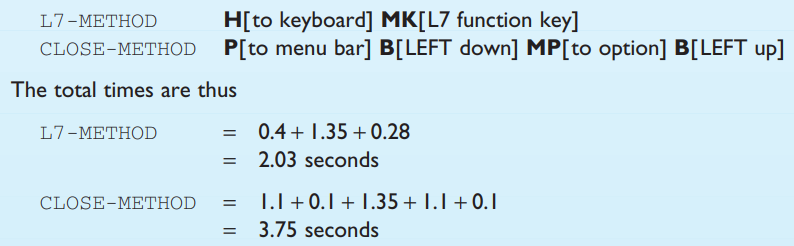 L7-METHOD H[to keyboard] MK[L7 function key]
CLOSE-METHOD P[to menu bar] B[LEFT down] MP[to option] B[LEFT up]
The total times are thus
L7-METHOD = 0.4 + 1.35 + 0.28
= 2.03 seconds
CLOSE-METHOD = 1.1 + 0.1 + 1.35 + 1.1 + 0.1
= 3.75 seconds